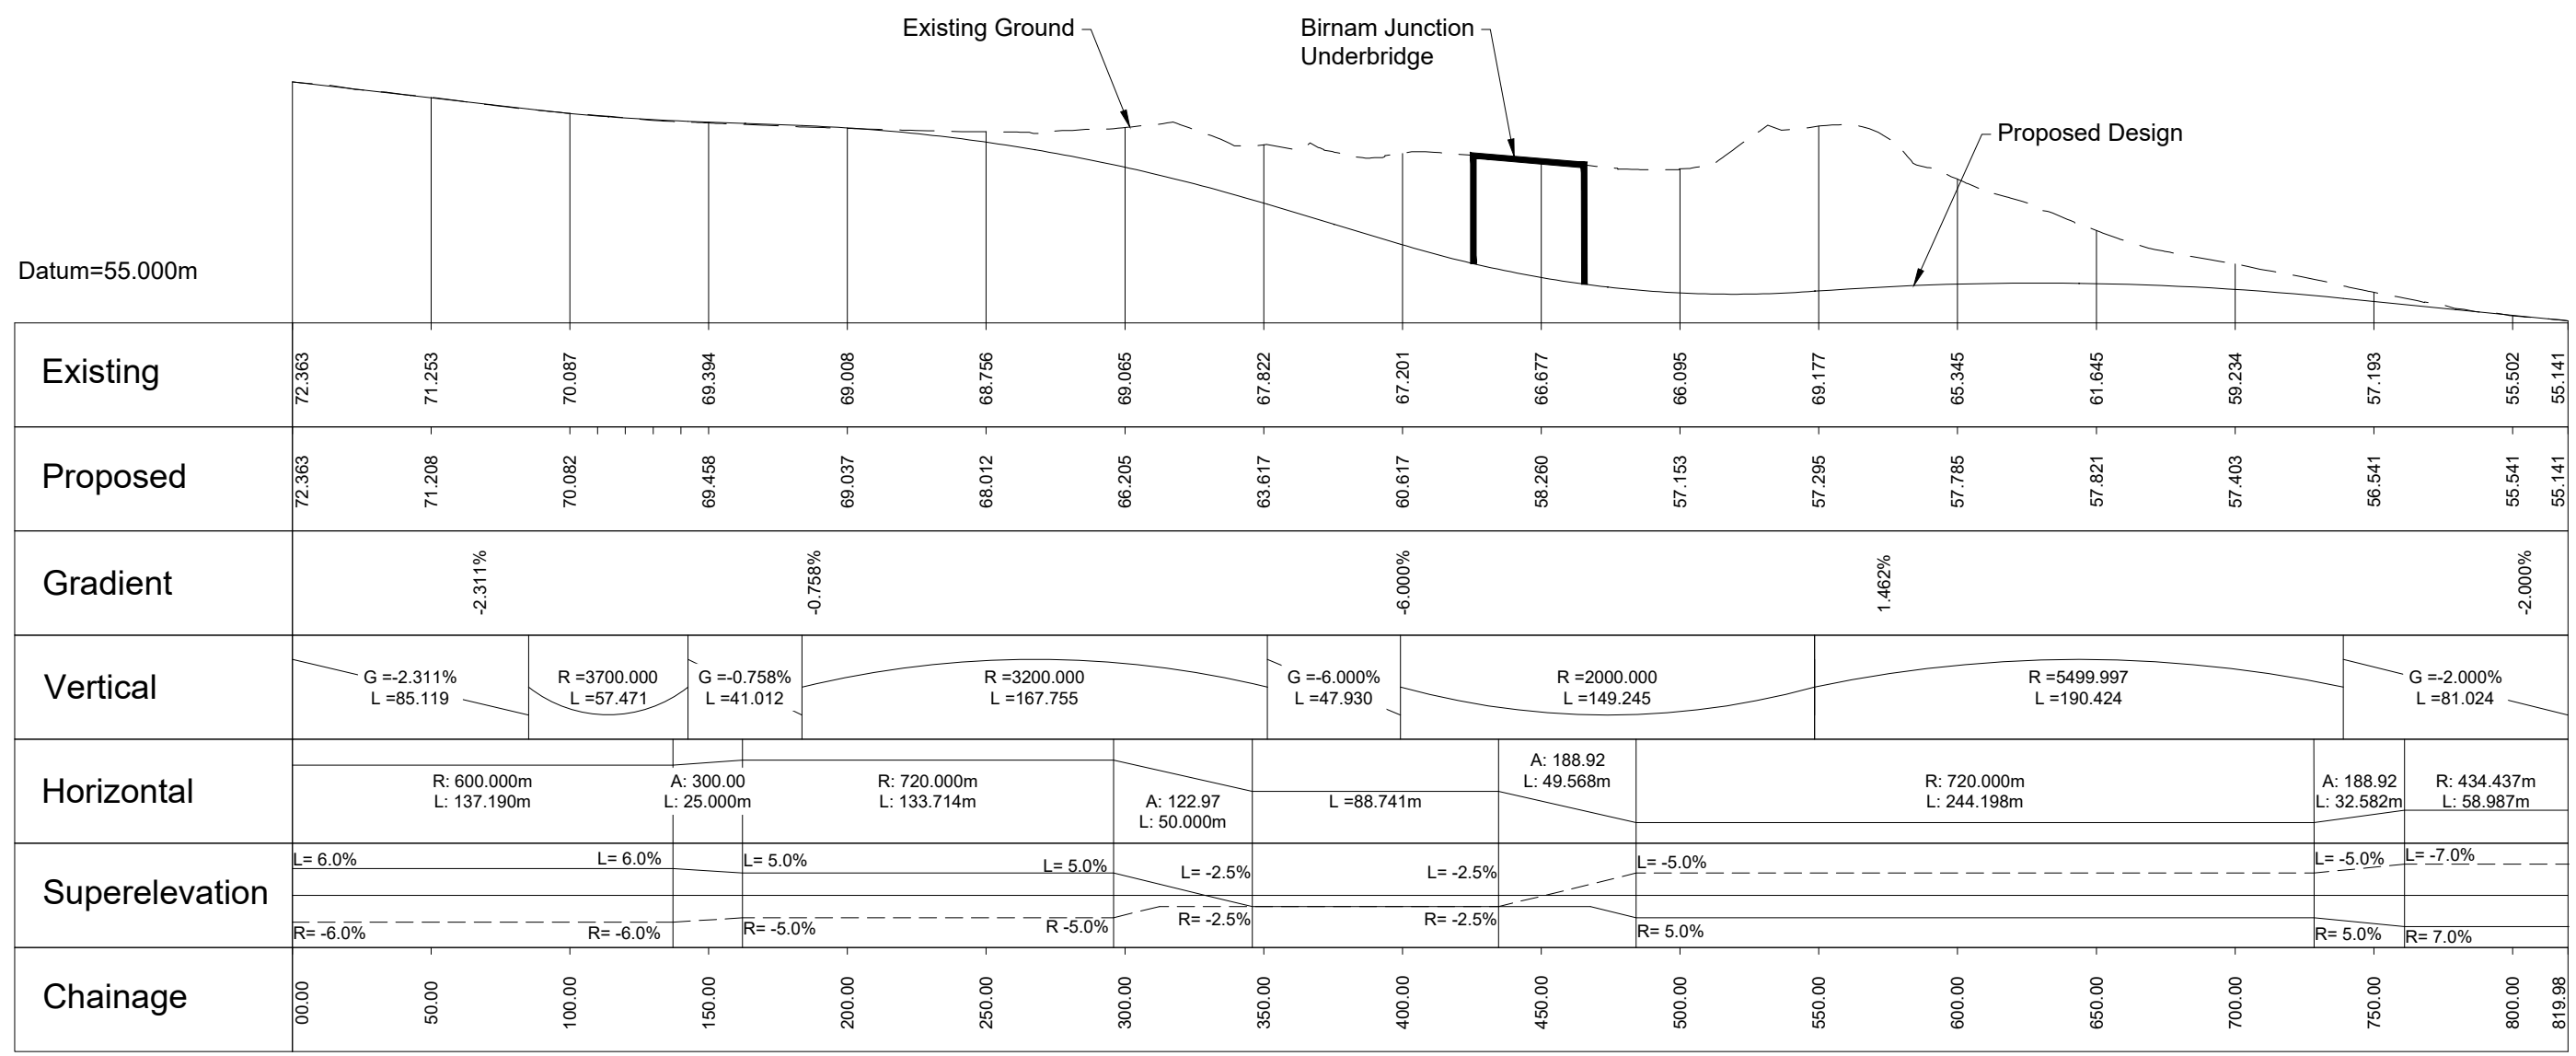 Existing Ground
Birnam Junction
Underbridge
Proposed Design
Datum=55.000m
Existing
72.363
71.253
70.087
69.394
69.008
68.756
69.065
67.822
67.201
66.677
66.095
69.177
65.345
61.645
59.234
57.193
55.502
55.141
Proposed
72.363
71.208
70.082
69.458
69.037
68.012
66.205
63.617
60.617
58.260
57.153
57.295
57.785
57.821
57.403
56.541
55.541
55.141
Gradient
-2.311%
-0.758%
-6.000%
1.462%
-2.000%
Vertical
G =-2.311%
L =85.119
R =3700.000
L =57.471
G =-0.758%
L =41.012
R =3200.000
L =167.755
G =-6.000%
L =47.930
R =2000.000
L =149.245
R =5499.997
L =190.424
G =-2.000%
L =81.024
Horizontal
R: 600.000m
L: 137.190m
A: 300.00
L: 25.000m
R: 720.000m
L: 133.714m
A: 122.97
L: 50.000m
L =88.741m
A: 188.92
L: 49.568m
R: 720.000m
L: 244.198m
A: 188.92
L: 32.582m
R: 434.437m
L: 58.987m
Superelevation
L= 6.0%
L= 6.0%
L= 5.0%
L= 5.0%
L= -2.5%
L= -2.5%
L= -5.0%
L= -5.0%
L= -7.0%
R= -6.0%
R= -6.0%
R= -5.0%
R -5.0%
R= -2.5%
R= -2.5%
R= 5.0%
R= 5.0%
R= 7.0%
Chainage
00.00
50.00
100.00
150.00
200.00
250.00
300.00
350.00
400.00
450.00
500.00
550.00
600.00
650.00
700.00
750.00
800.00
819.98